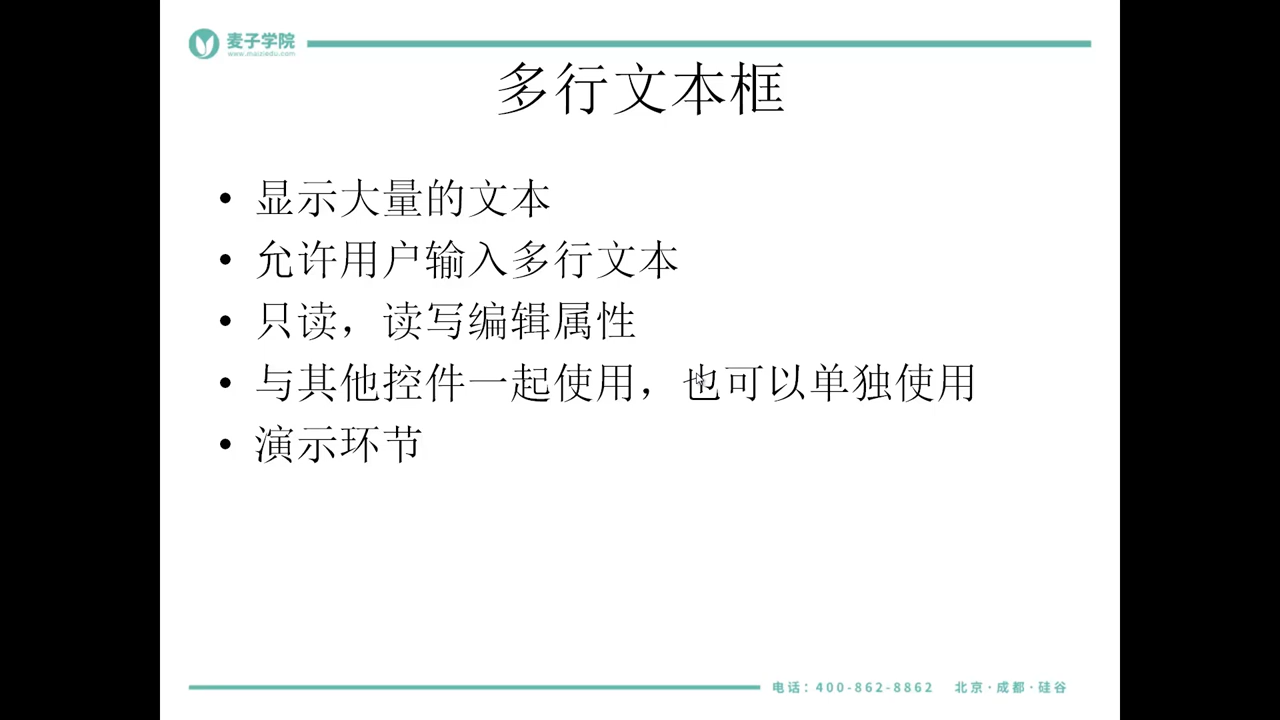 麦子学院
www.maiziedu.com
多行文本框
• 显示大量的文本
• 允许用户输入多行文本
• 只读，读写编辑属性
• 与其他控件一起使用，也可以单独使用
• 演示环节
电话：400-862-8862 北京·成都·硅谷